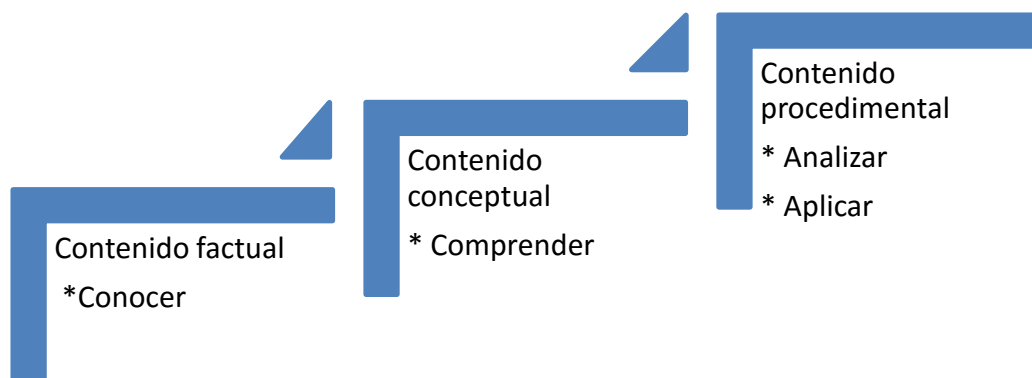 Contenido factual
*Conocer
Contenido
conceptual
* Comprender
Contenido
procedimental
* Analizar
* Aplicar